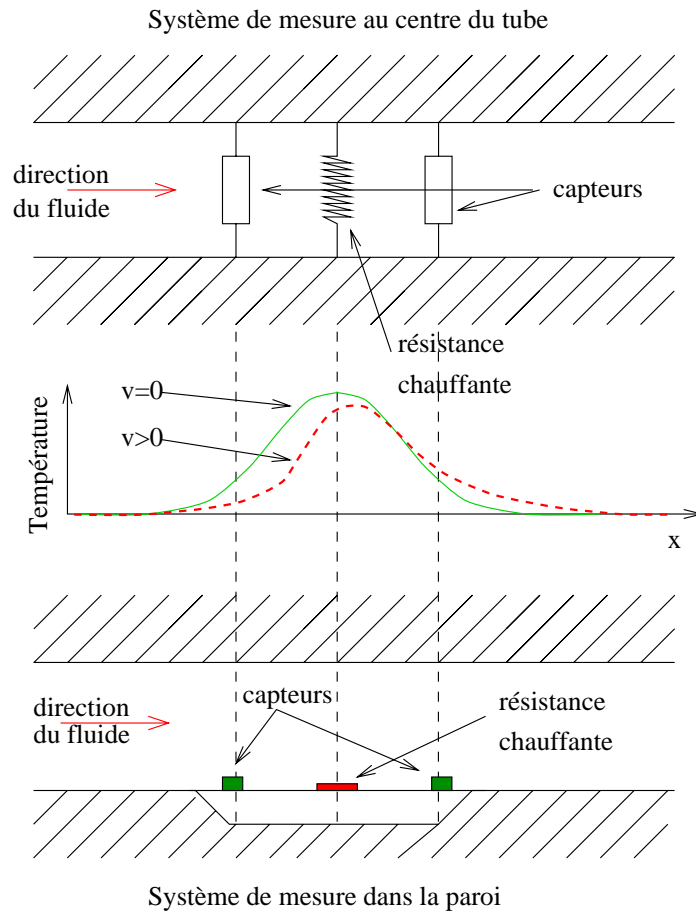 Système de mesure au centre du tube
direction
du fluide
capteurs
résistance
chauffante
v=0
v>0
Température
x
capteurs
résistance
chauffante
direction
du fluide
Système de mesure dans la paroi